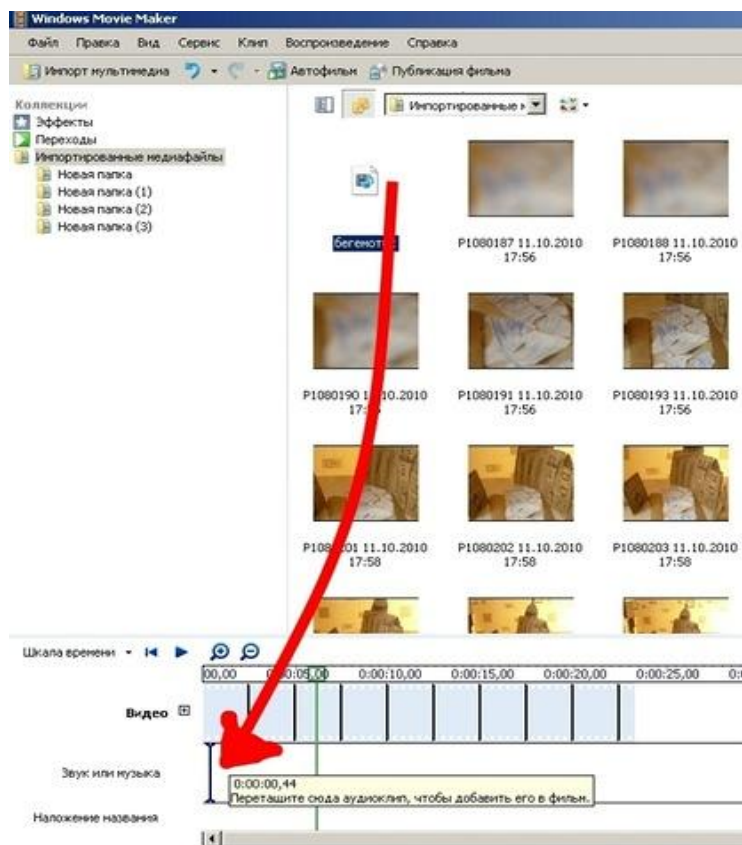 Windows Movie Maker
Файл Правка Вид Сервис Клип Воспроизведение Справка
Импорт мультимедиа Автофильм Публикация фильма
Коллекции
Эффекты
Переходы
Импортированные медиафайлы
Новая папка
Новая папка (1)
Новая папка (2)
Новая папка (3)
Импортированные м
P1080187 11.10.2010
17:56
P1080188 11.10.2010
17:56
P1080190
17:
P1080191 11.10.2010
17:56
P1080193 11.10.2010
17:56
11.10.2010
17:58
P1080202 11.10.2010
17:58
P1080203 11.10.2010
17:58
Шкала времени
00,00 0:00:10,00 0:00:15,00 0:00:20,00 0:00:25,00
Видео
Звук или музыка
0:00:00,44
Перетащите сюда аудиоклип, чтобы добавить его в фильм.
Наложение названия